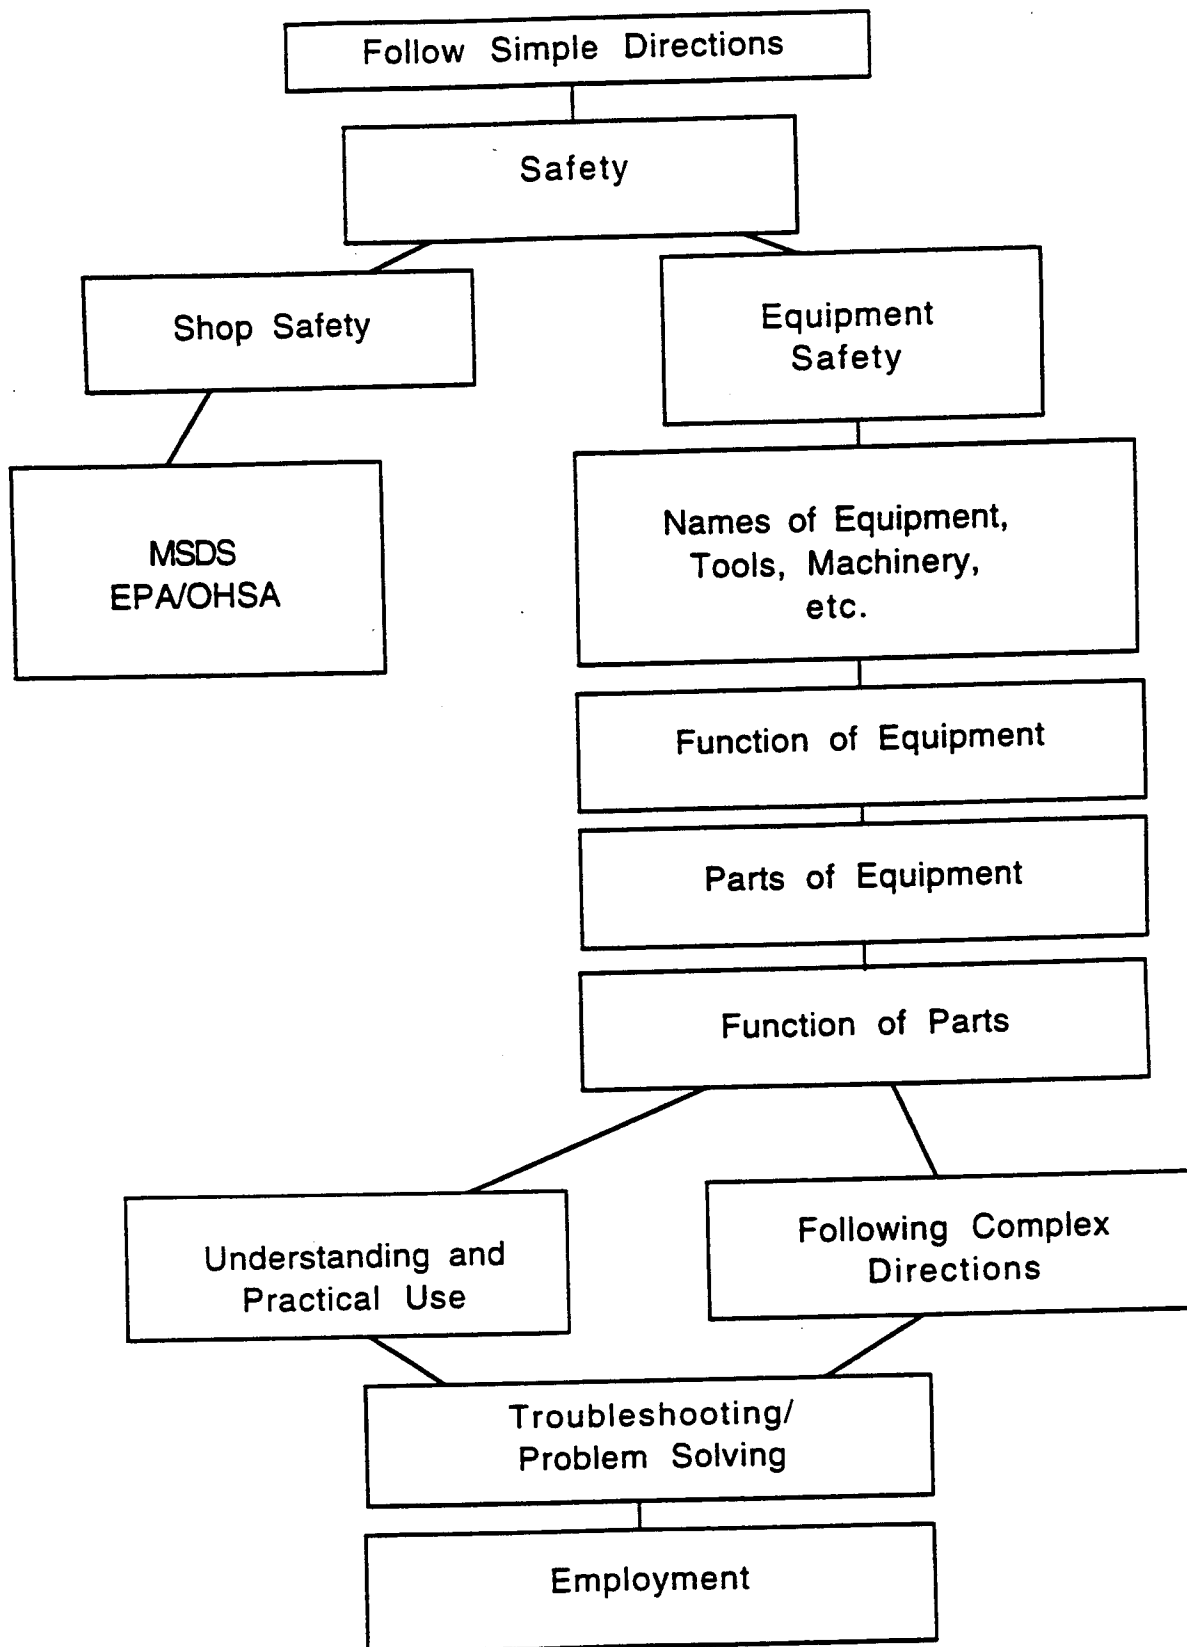 Follow Simple Directions
Safety
Shop Safety
Equipment
Safety
MSDS
EPA/OHSA
Names of Equipment,
Tools, Machinery,
etc.
Function of Equipment
Parts of Equipment
Function of Parts
Understanding and
Practical Use
Following Complex
Directions
Troubleshooting/
Problem Solving
Employment